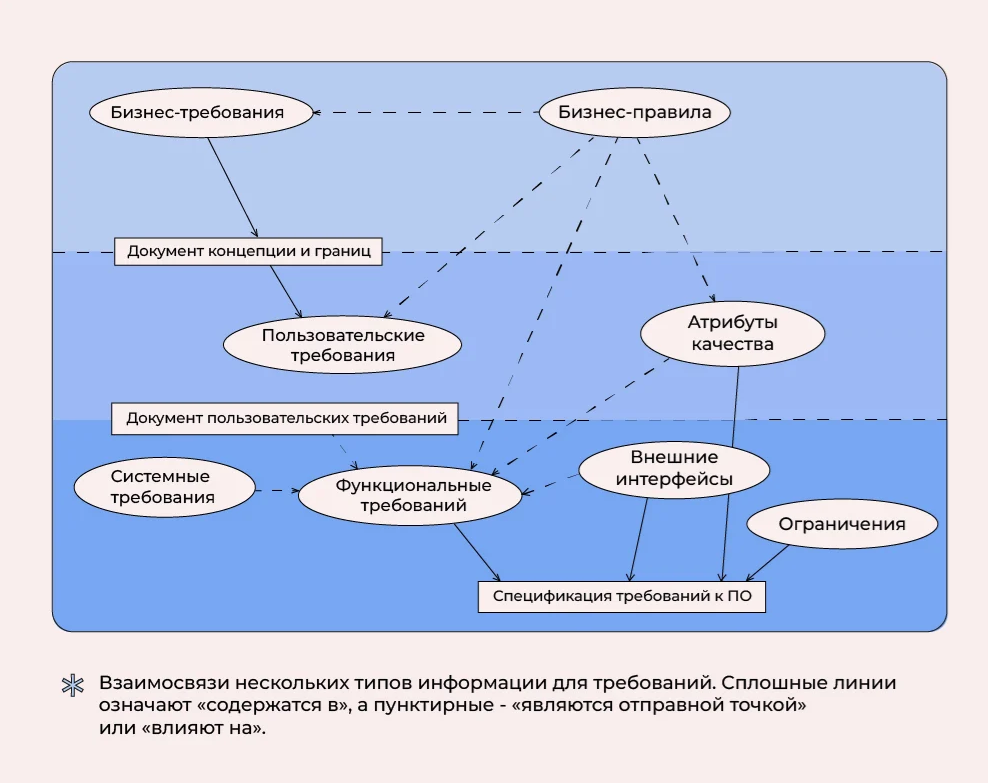 Бизнес-требования
Бизнес-правила
Документ концепции и границ
Пользовательские
требования
Атрибуты
качества
Документ пользовательских требований
Системные
требования
Функциональные
требований
Внешние
интерфейсы
Ограничения
Спецификация требований к ПО
Взаимосвязи нескольких типов информации для требований. Сплошные линии
означают «содержатся в», а пунктирные - «являются отправной точкой»
или «влияют на».